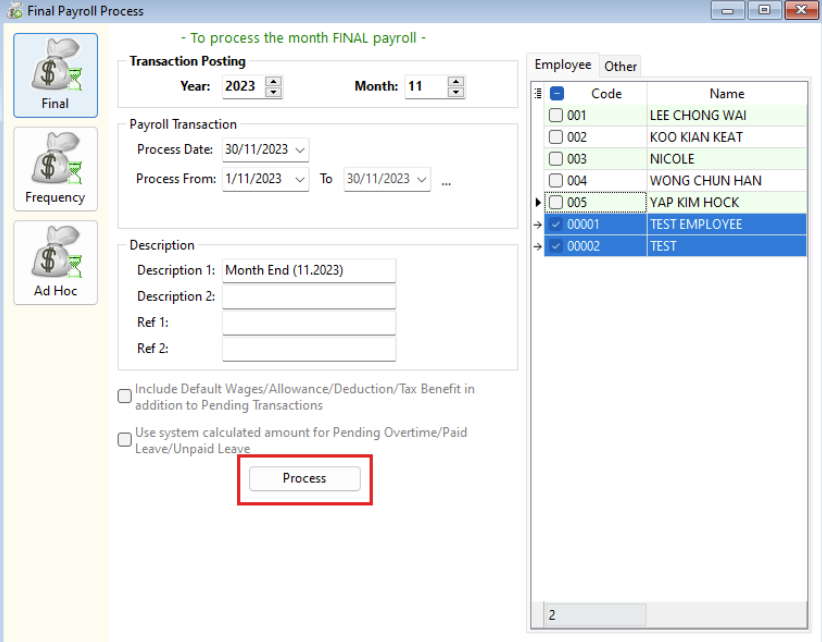 Final Payroll Process
Final
Frequency
Ad Hoc
- To process the month FINAL payroll -
Transaction Posting
Year: 2023 Month: 11
Payroll Transaction
Process Date: 30/11/2023
Process From: 1/11/2023 To 30/11/2023 ...
Description
Description 1: Month End (11.2023)
Description 2:
Ref 1:
Ref 2:
Include Default Wages/Allowance/Deduction/Tax Benefit in
addition to Pending Transactions
Use system calculated amount for Pending Overtime/Paid
Leave/Unpaid Leave
Process
Employee Other
Code Name
001 LEE CHONG WAI
002 KOO KIAN KEAT
003 NICOLE
004 WONG CHUN HAN
005 YAP KIM HOCK
00001 TEST EMPLOYEE
00002 TEST
2